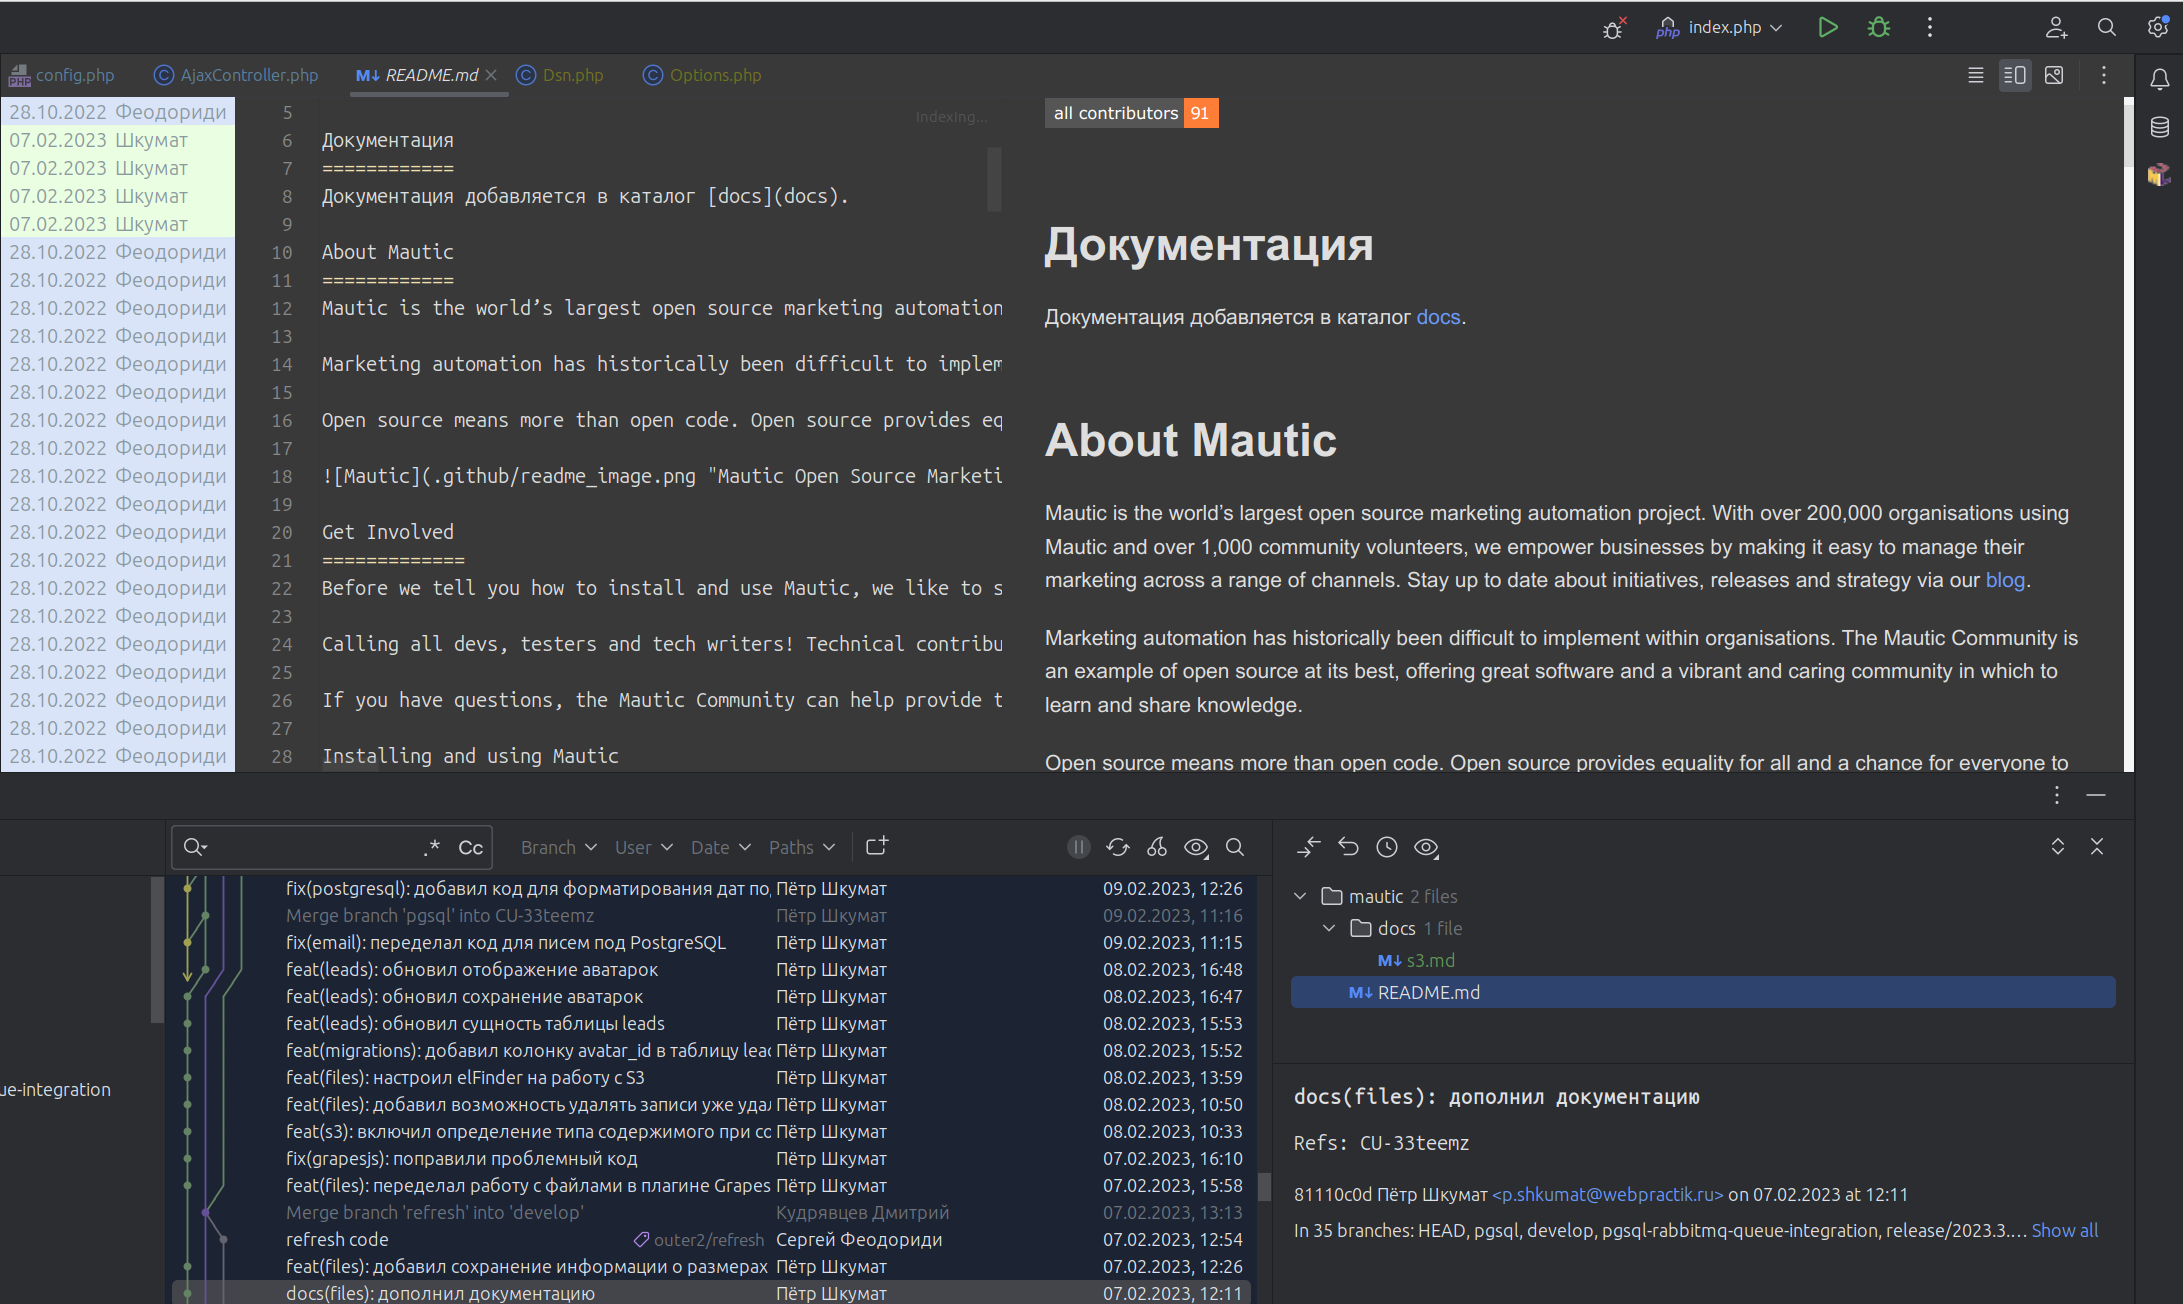 index.php
config.php AjaxController.php README.md Dsn.php Options.php
28.10.2022 Феодориди 5
Indexing...
07.02.2023 Шкумат 6 Документация
07.02.2023 Шкумат 7 ============
07.02.2023 Шкумат 8 Документация добавляется в каталог [docs](docs).
07.02.2023 Шкумат 9
28.10.2022 Феодориди 10 About Mautic
28.10.2022 Феодориди 11 ============
28.10.2022 Феодориди 12 Mautic is the world’s largest open source marketing automation
28.10.2022 Феодориди 13
28.10.2022 Феодориди 14 Marketing automation has historically been difficult to implem
28.10.2022 Феодориди 15
28.10.2022 Феодориди 16 Open source means more than open code. Open source provides eq
28.10.2022 Феодориди 17
28.10.2022 Феодориди 18 ![Mautic](.github/readme_image.png "Mautic Open Source Marketi
28.10.2022 Феодориди 19
28.10.2022 Феодориди 20 Get Involved
28.10.2022 Феодориди 21 =============
28.10.2022 Феодориди 22 Before we tell you how to install and use Mautic, we like to s
28.10.2022 Феодориди 23
28.10.2022 Феодориди 24 Calling all devs, testers and tech writers! Technical contribu
28.10.2022 Феодориди 25
28.10.2022 Феодориди 26 If you have questions, the Mautic Community can help provide t
28.10.2022 Феодориди 27
28.10.2022 Феодориди 28 Installing and using Mautic
all contributors 91
Документация
Документация добавляется в каталог docs.
About Mautic
Mautic is the world’s largest open source marketing automation project. With over 200,000 organisations using
Mautic and over 1,000 community volunteers, we empower businesses by making it easy to manage their
marketing across a range of channels. Stay up to date about initiatives, releases and strategy via our blog.
Marketing automation has historically been difficult to implement within organisations. The Mautic Community is
an example of open source at its best, offering great software and a vibrant and caring community in which to
learn and share knowledge.
Open source means more than open code. Open source provides equality for all and a chance for everyone to
.* Cc Branch User Date Paths
ue-integration
fix(postgresql): добавил код для форматирования дат по, Пётр Шкумат 09.02.2023, 12:26
Merge branch 'pgsql' into CU-33teemz Пётр Шкумат 09.02.2023, 11:16
fix(email): переделал код для писем под PostgreSQL Пётр Шкумат 09.02.2023, 11:15
feat(leads): обновил отображение аватарок Пётр Шкумат 08.02.2023, 16:48
feat(leads): обновил сохранение аватарок Пётр Шкумат 08.02.2023, 16:47
feat(leads): обновил сущность таблицы leads Пётр Шкумат 08.02.2023, 15:53
feat(migrations): добавил колонку avatar_id в таблицу lea Пётр Шкумат 08.02.2023, 15:52
feat(files): настроил elFinder на работу с S3 Пётр Шкумат 08.02.2023, 13:59
feat(files): добавил возможность удалять записи уже удал Пётр Шкумат 08.02.2023, 10:50
feat(s3): включил определение типа содержимого при со Пётр Шкумат 08.02.2023, 10:33
fix(grapesjs): поправили проблемный код Пётр Шкумат 07.02.2023, 16:10
feat(files): переделал работу с файлами в плагине Grapes Пётр Шкумат 07.02.2023, 15:58
Merge branch 'refresh' into 'develop' Кудрявцев Дмитрий 07.02.2023, 13:13
refresh code outer2/refresh Сергей Феодориди 07.02.2023, 12:54
feat(files): добавил сохранение информации о размерах Пётр Шкумат 07.02.2023, 12:26
docs(files): дополнил документацию Пётр Шкумат 07.02.2023, 12:11
mautic 2 files
docs 1 file
s3.md
README.md
docs(files): дополнил документацию
Refs: CU-33teemz
81110c0d Пётр Шкумат <p.shkumat@webpractik.ru> on 07.02.2023 at 12:11
In 35 branches: HEAD, pgsql, develop, pgsql-rabbitmq-queue-integration, release/2023.3.... Show all